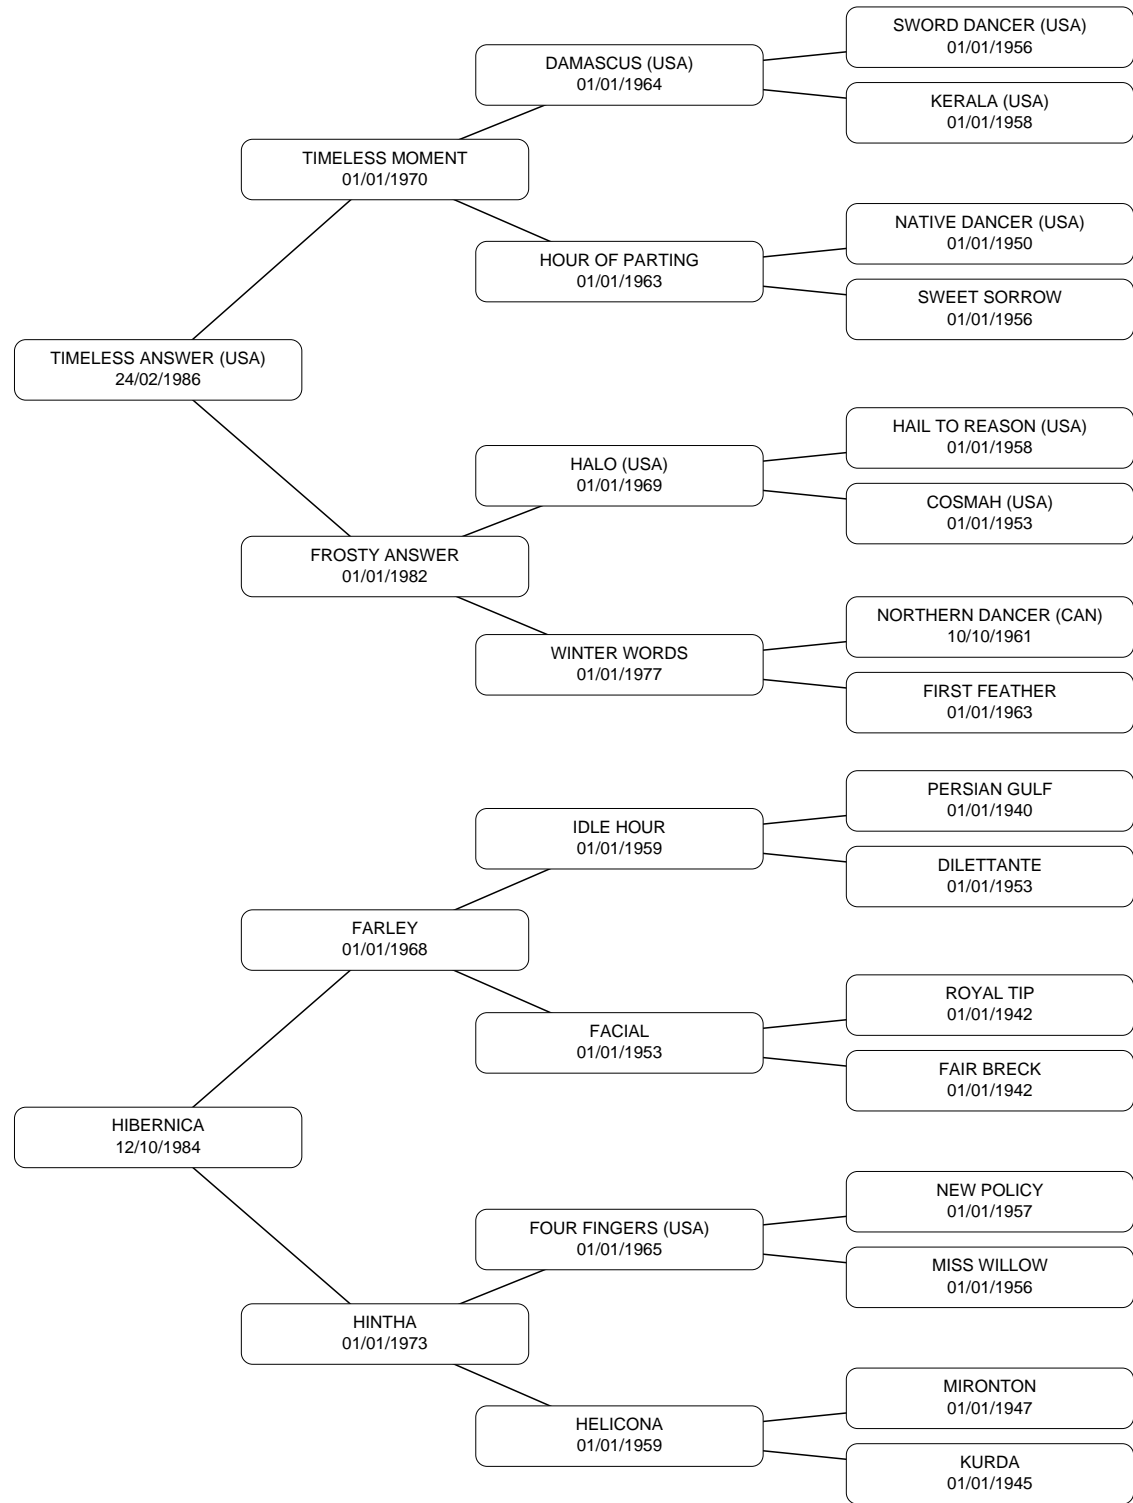 SWORD DANCER (USA)
01/01/1956
DAMASCUS (USA)
01/01/1964
KERALA (USA)
01/01/1958
TIMELESS MOMENT
01/01/1970
NATIVE DANCER (USA)
01/01/1950
HOUR OF PARTING
01/01/1963
SWEET SORROW
01/01/1956
TIMELESS ANSWER (USA)
24/02/1986
HAIL TO REASON (USA)
01/01/1958
HALO (USA)
01/01/1969
COSMAH (USA)
01/01/1953
FROSTY ANSWER
01/01/1982
NORTHERN DANCER (CAN)
10/10/1961
WINTER WORDS
01/01/1977
FIRST FEATHER
01/01/1963
PERSIAN GULF
01/01/1940
IDLE HOUR
01/01/1959
DILETTANTE
01/01/1953
FARLEY
01/01/1968
ROYAL TIP
01/01/1942
FACIAL
01/01/1953
FAIR BRECK
01/01/1942
HIBERNICA
12/10/1984
NEW POLICY
01/01/1957
FOUR FINGERS (USA)
01/01/1965
MISS WILLOW
01/01/1956
HINTHA
01/01/1973
MIRONTON
01/01/1947
HELICONA
01/01/1959
KURDA
01/01/1945